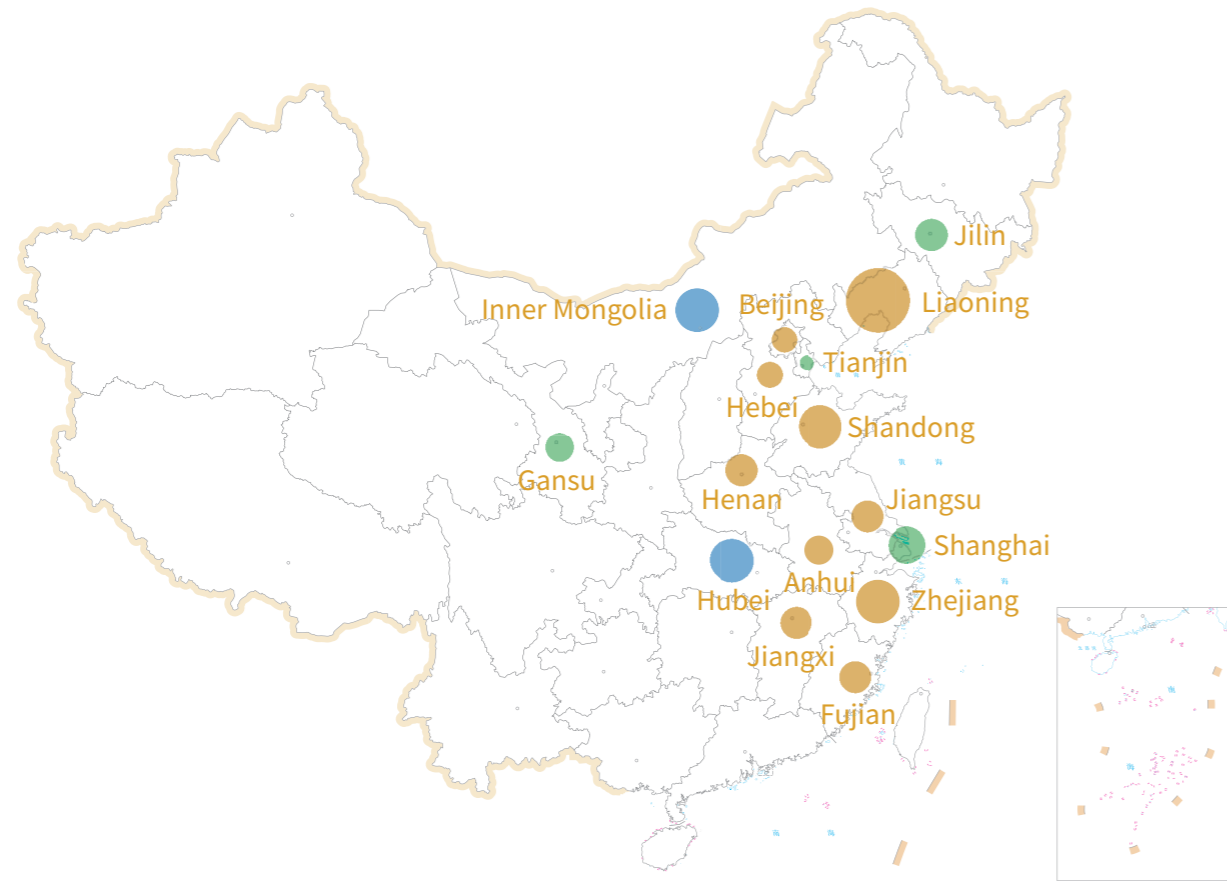 Jilin
Inner Mongolia
Beijing
Liaoning
Tianjin
Hebei
Shandong
Gansu
Henan
Jiangsu
Shanghai
Anhui
Hubei
Zhejiang
Jiangxi
Fujian